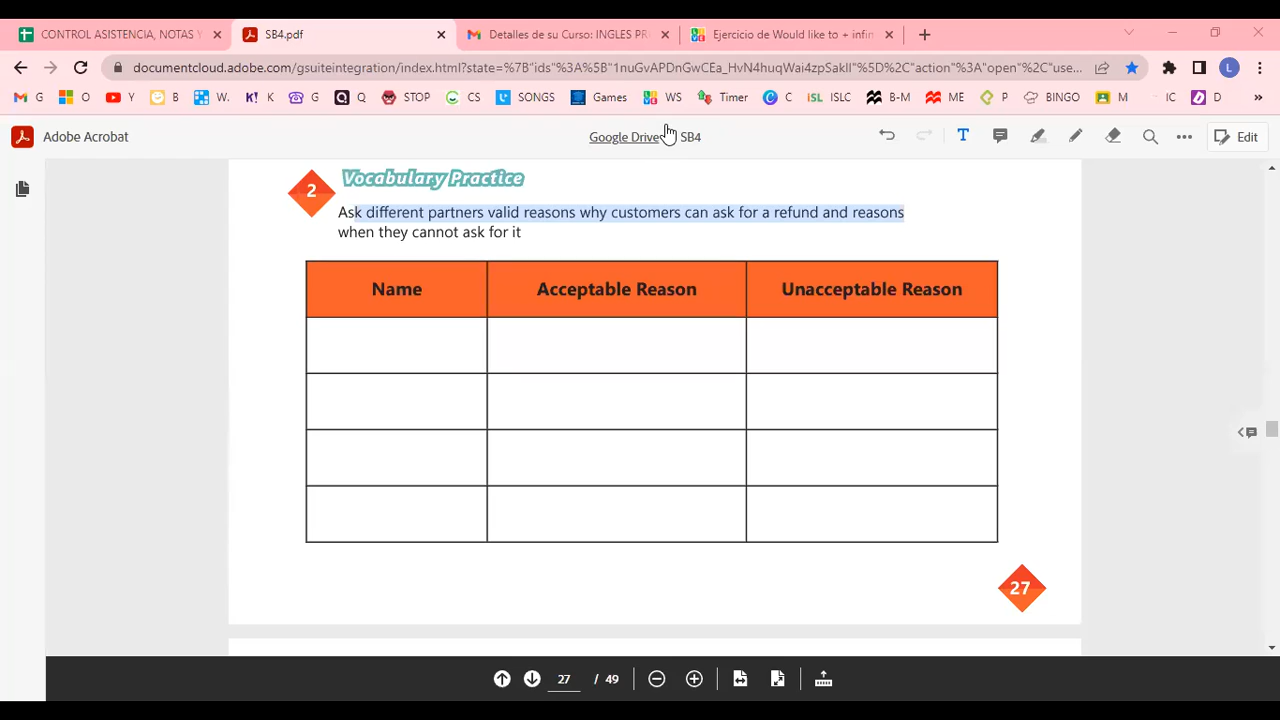 CONTROL ASISTENCIA, NOTAS Y
SB4.pdf
Detalles de su Curso: INGLES PR
Ejercicio de Would like to + infin
documentcloud.adobe.com/gsuiteintegration/index.html?state=%7B"ids"%3A%5B"1nuGvAPDnGwCEa_HvN4huqWai4zpSakIl"%5D%2C"action"%3A"open"%2C"use...
G O Y B W. K G Q STOP CS SONGS Games WS Timer C ISLC B-M ME P BINGO M IC D »
Adobe Acrobat
Google Drive SB4
Edit
2 Vocabulary Practice
Ask different partners valid reasons why customers can ask for a refund and reasons
when they cannot ask for it
Name Acceptable Reason Unacceptable Reason
27
27 / 49